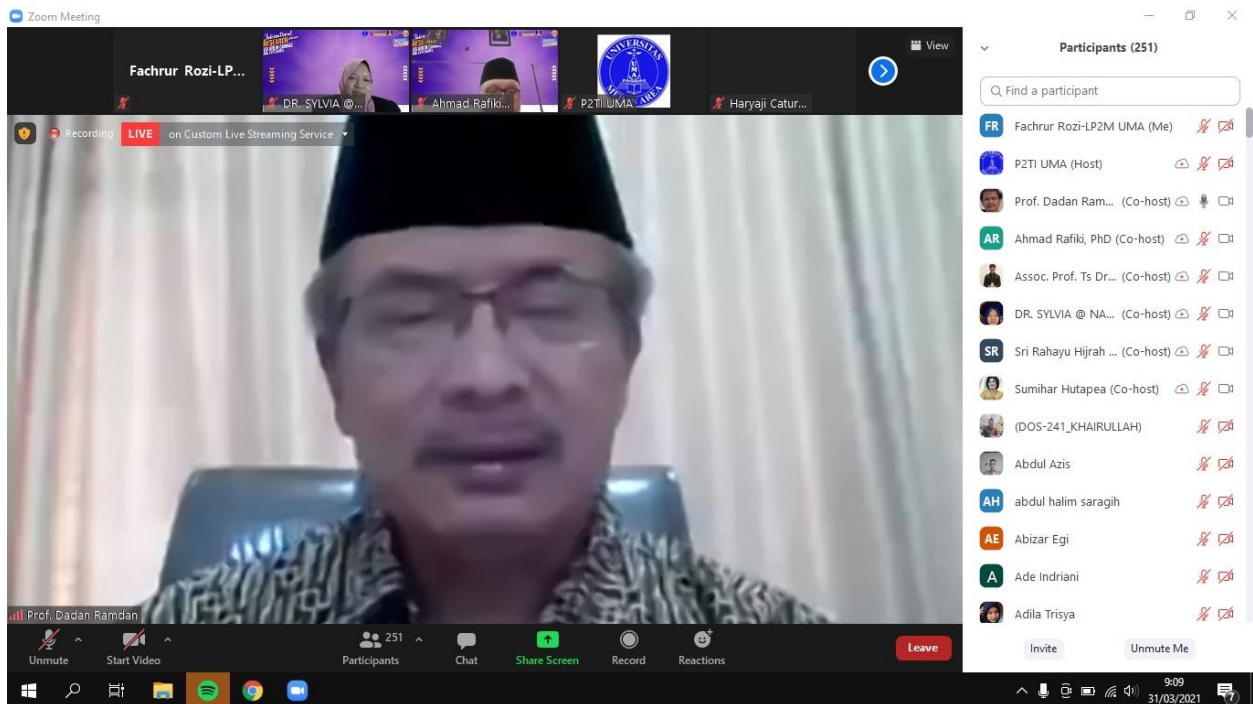 Zoom Meeting
Fachrur Rozi-LP...
DR. SYLVIA @...
Ahmad Rafiki...
P2TI UMA
Haryaji Catur...
View
Recording
LIVE on Custom Live Streaming Service
Prof. Dadan Ramdan
Unmute
Start Video
251
Participants
Chat
Share Screen
Record
Reactions
Leave
Participants (251)
Find a participant
FR Fachrur Rozi-LP2M UMA (Me)
P2TI UMA (Host)
Prof. Dadan Ram... (Co-host)
AR Ahmad Rafiki, PhD (Co-host)
Assoc. Prof. Ts Dr... (Co-host)
DR. SYLVIA @ NA... (Co-host)
SR Sri Rahayu Hijrah ... (Co-host)
Sumihar Hutapea (Co-host)
(DOS-241_KHAIRULLAH)
Abdul Azis
AH abdul halim saragih
AE Abizar Egi
A Ade Indriani
Adila Trisya
Invite
Unmute Me
9:09
31/03/2021